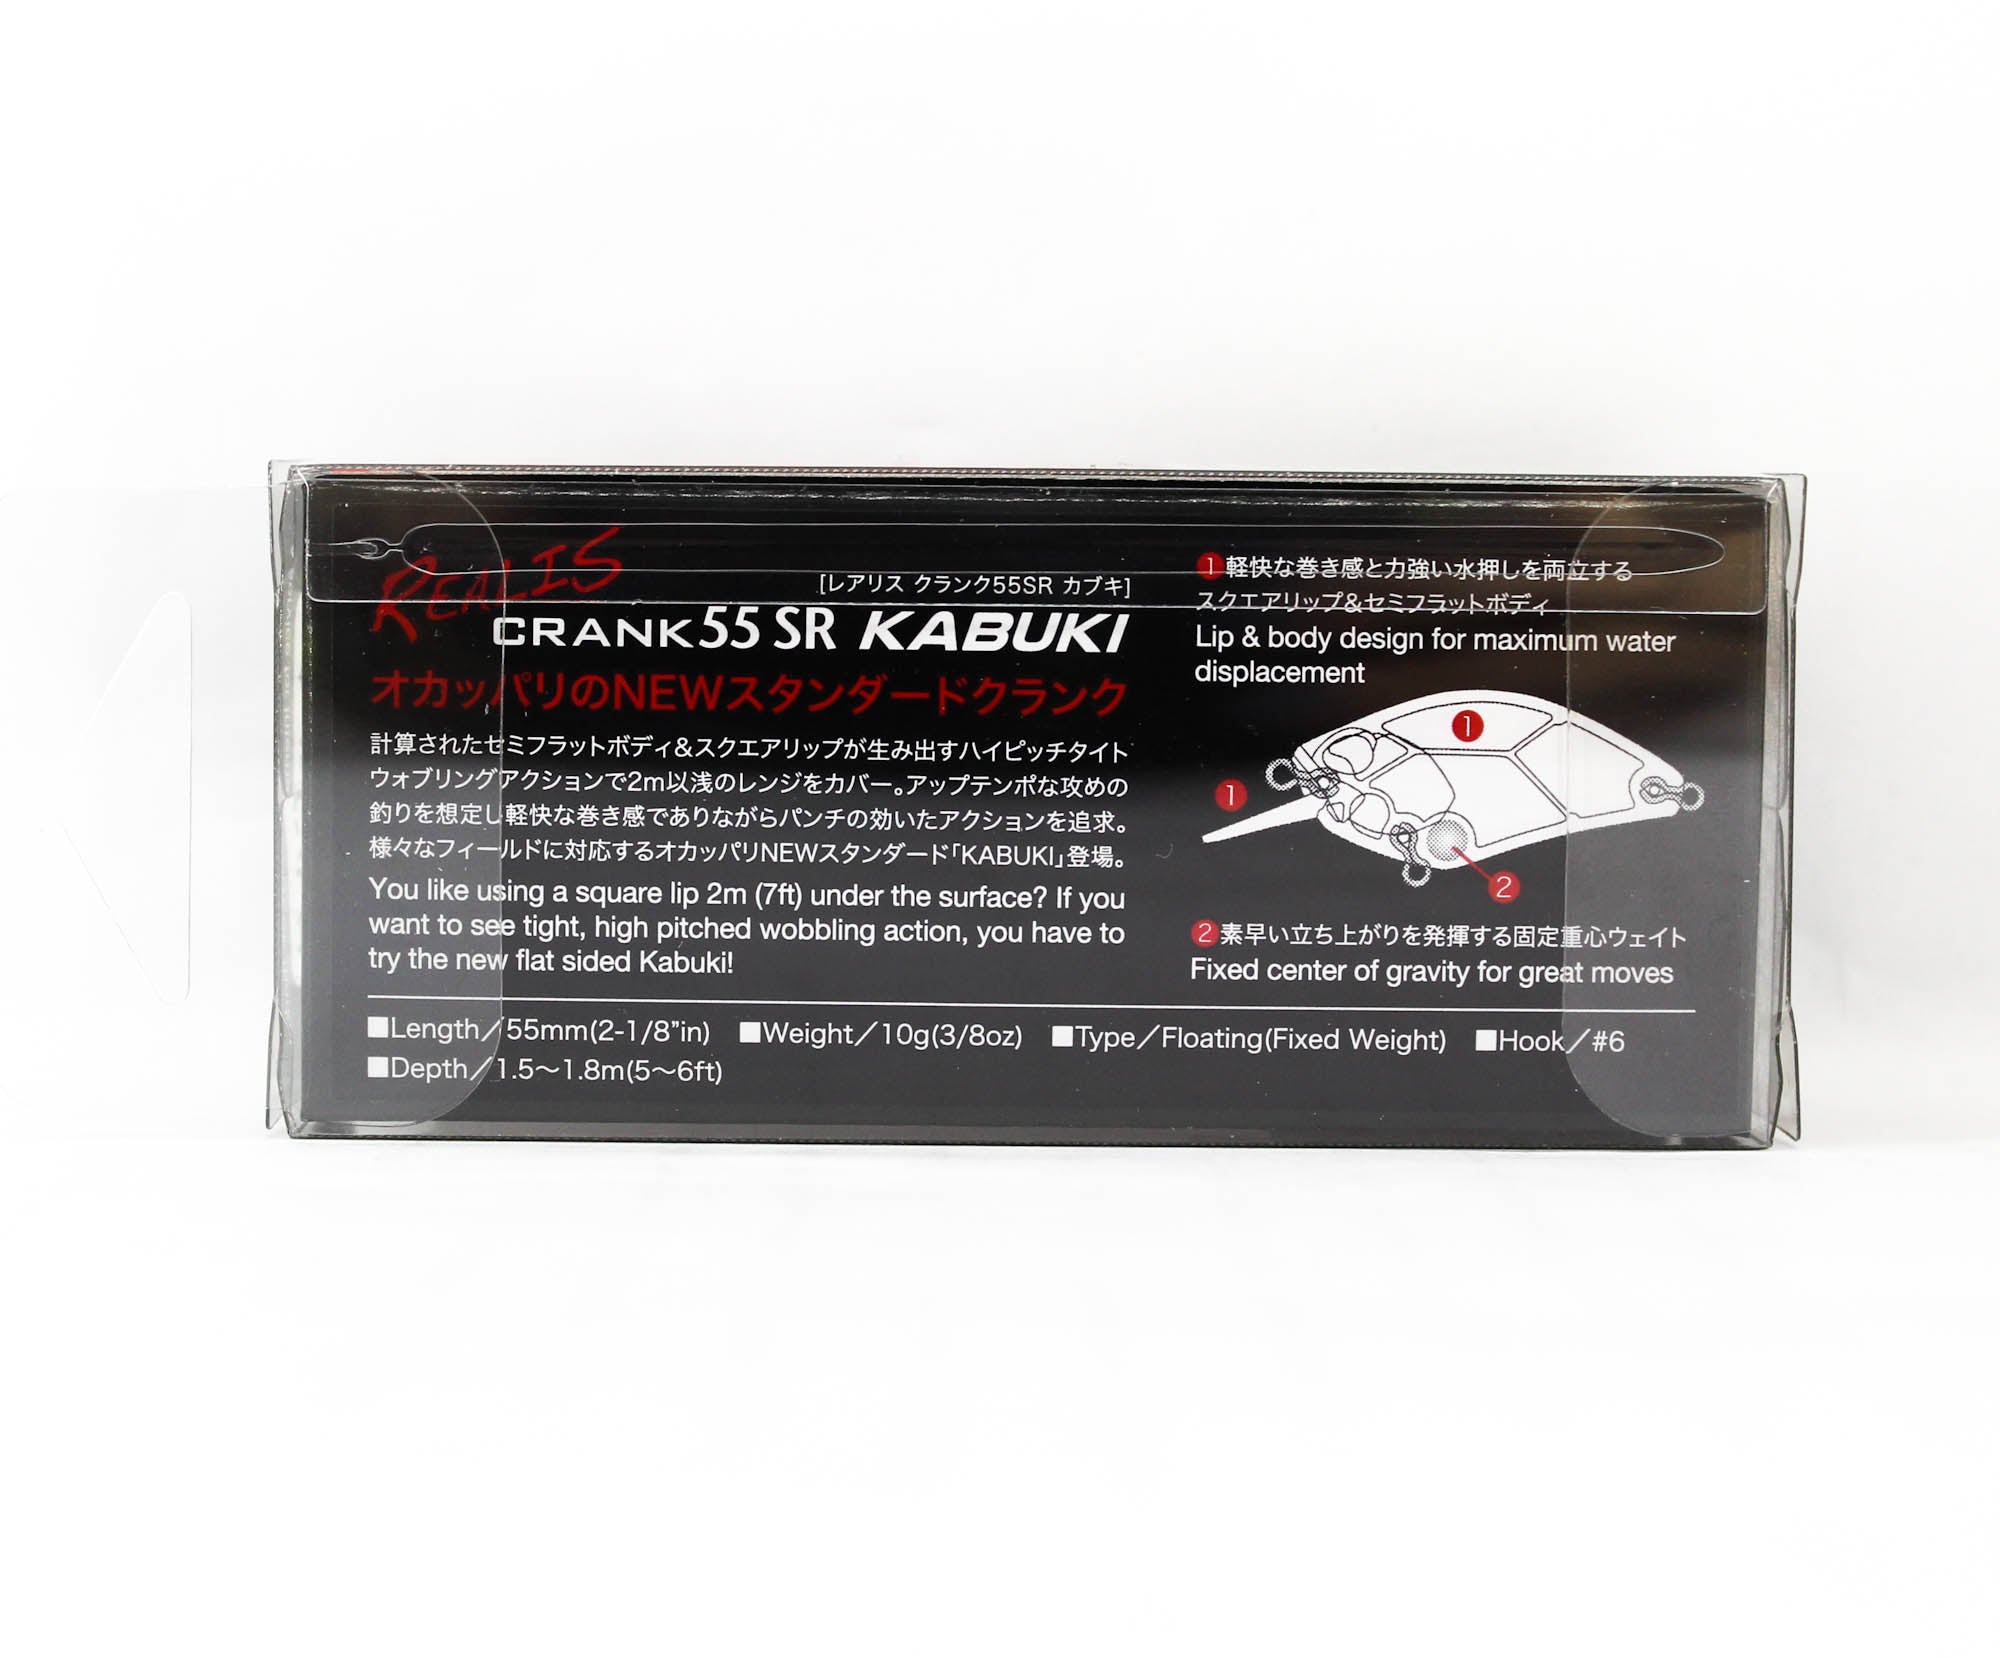 REALIS
[レアリス クランク55SR カブキ]
CRANK55 SR KABUKI
オカッパリのNEWスタンダードクランク
計算されたセミフラットボディ&スクエアリップが生み出すハイピッチタイト
ウォブリングアクションで2m以浅のレンジをカバー。アップテンポな攻めの
釣りを想定し軽快な巻き感でありながらパンチの効いたアクションを追求。
様々なフィールドに対応するオカッパリNEWスタンダード「KABUKI」登場。
You like using a square lip 2m (7ft) under the surface? If you
want to see tight, high pitched wobbling action, you have to
try the new flat sided Kabuki!
1 軽快な巻き感と力強い水押しを両立する
スクエアリップ&セミフラットボディ
Lip & body design for maximum water
displacement
1
1
2
2 素早い立ち上がりを発揮する固定重心ウェイト
Fixed center of gravity for great moves
■Length／55mm(2-1/8”in) ■Weight／10g(3/8oz) ■Type／Floating(Fixed Weight) ■Hook／#6
■Depth／1.5〜1.8m(5〜6ft)